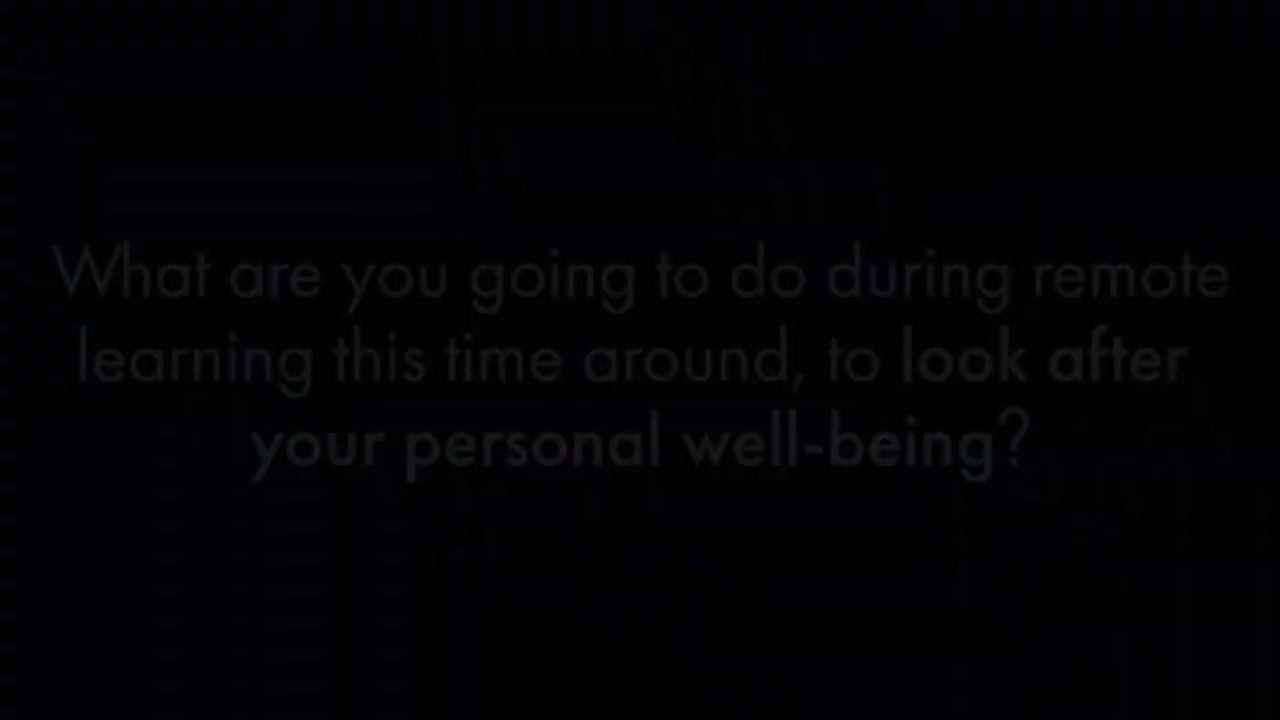 What are you going to do during remote
learning this time around, to look after
your personal well-being?